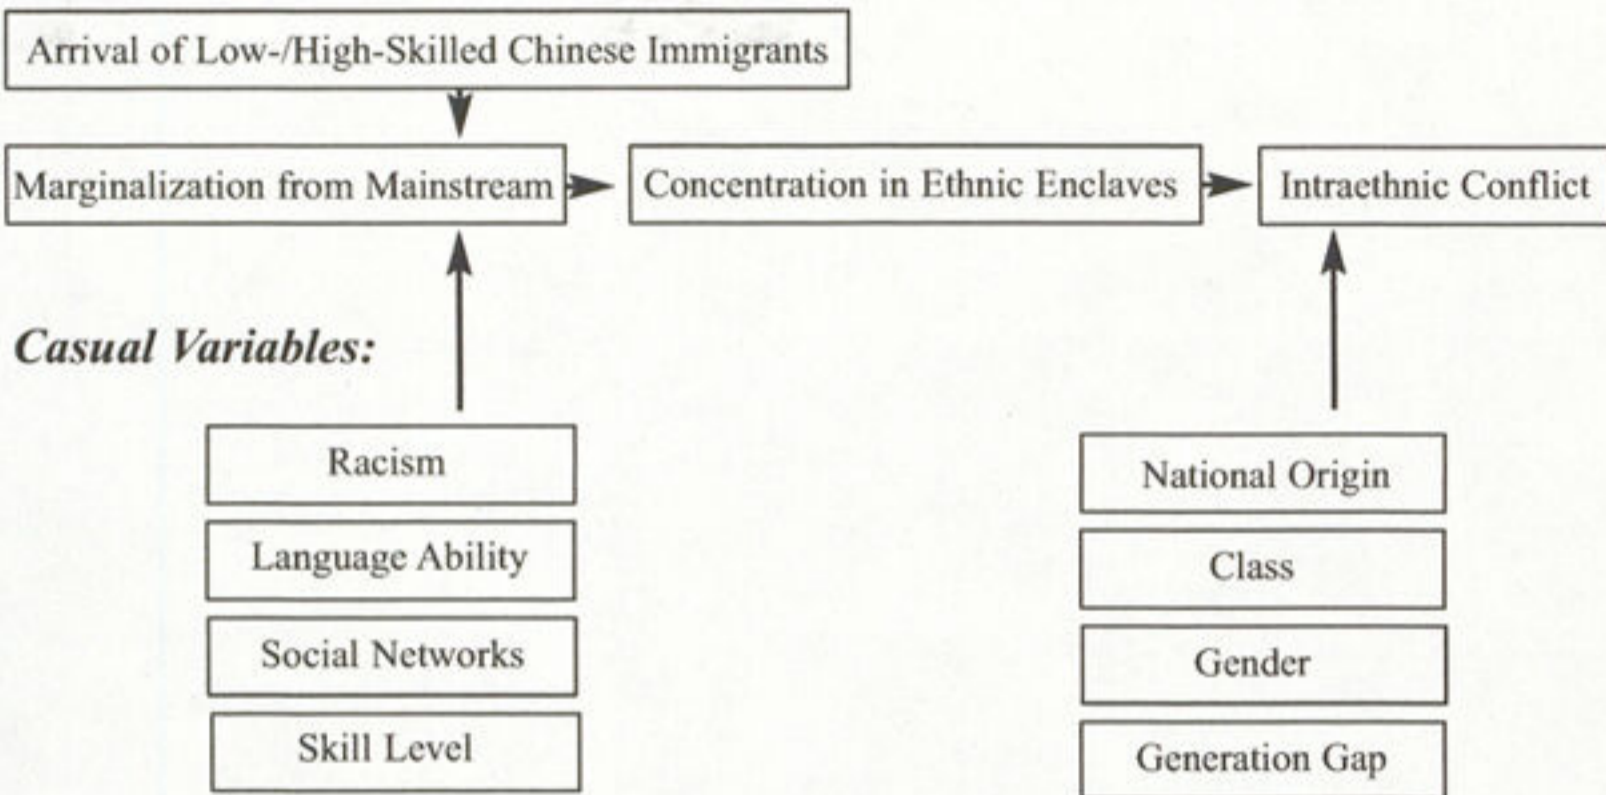 Arrival of Low-/High-Skilled Chinese Immigrants
Marginalization from Mainstream
Concentration in Ethnic Enclaves
Intraethnic Conflict
Casual Variables:
Racism
Language Ability
Social Networks
Skill Level
National Origin
Class
Gender
Generation Gap